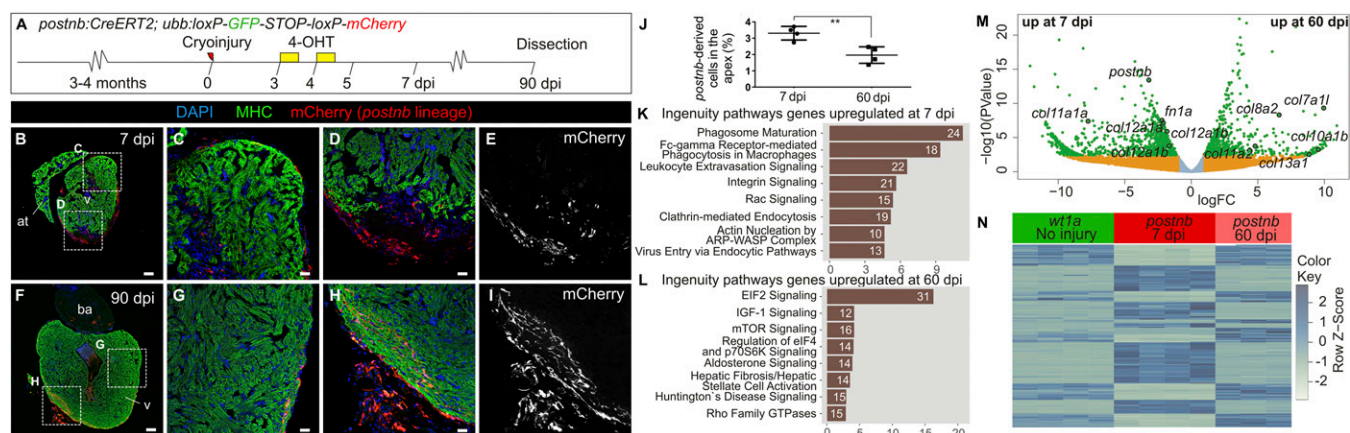 A postnb:CreERT2; ubb:loxP-GFP-STOP-loxP-mCherry
Cryoinjury 4-OHT Dissection
3-4 months 0 3 4 5 7 dpi 90 dpi
DAPI MHC mCherry (postnb lineage)
B 7 dpi
C
v
D
at
C
D
E mCherry
F 90 dpi
ba
G
H
v
G
H
I mCherry
J
postnb-derived
cells in the
apex (%)
4
3
2
1
0
**
7 dpi 60 dpi
K Ingenuity pathways genes upregulated at 7 dpi
Phagosome Maturation 24
Fc-gamma Receptor-mediated
Phagocytosis in Macrophages 18
Leukocyte Extravasation Signaling 22
Integrin Signaling 21
Rac Signaling 15
Clathrin-mediated Endocytosis 19
Actin Nucleation by
ARP-WASP Complex 10
Virus Entry via Endocytic Pathways 13
0 3 6 9
L Ingenuity pathways genes upregulated at 60 dpi
EIF2 Signaling 31
IGF-1 Signaling 12
mTOR Signaling 16
Regulation of eIF4
and p70S6K Signaling 14
Aldosterone Signaling 14
Hepatic Fibrosis/Hepatic
Stellate Cell Activation 14
Huntington`s Disease Signaling 15
Rho Family GTPases 15
0 5 10 15 20
M up at 7 dpi up at 60 dpi
-log10(PValue)
20
15
10
5
0
postnb
col11a1a
fn1a
col12a1a
col12a1b
col12a1b
col8a2
col7a1l
col10a1b
col11a2
col13a1
-10 -5 0 5 10
logFC
N
wt1a
No injury
postnb
7 dpi
postnb
60 dpi
Color
Key
2
1
0
-1
-2
Row Z-Score